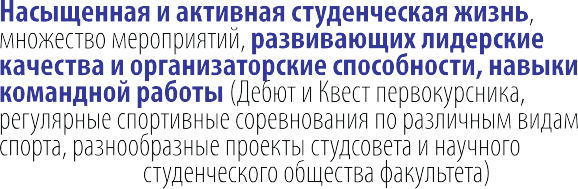 Насыщенная и активная студенческая жизнь,
множество мероприятий, развивающих лидерские
качества и организаторские способности, навыки
командной работы (Дебют и Квест первокурсника,
регулярные спортивные соревнования по различным видам
спорта, разнообразные проекты студсовета и научного
студенческого общества факультета)